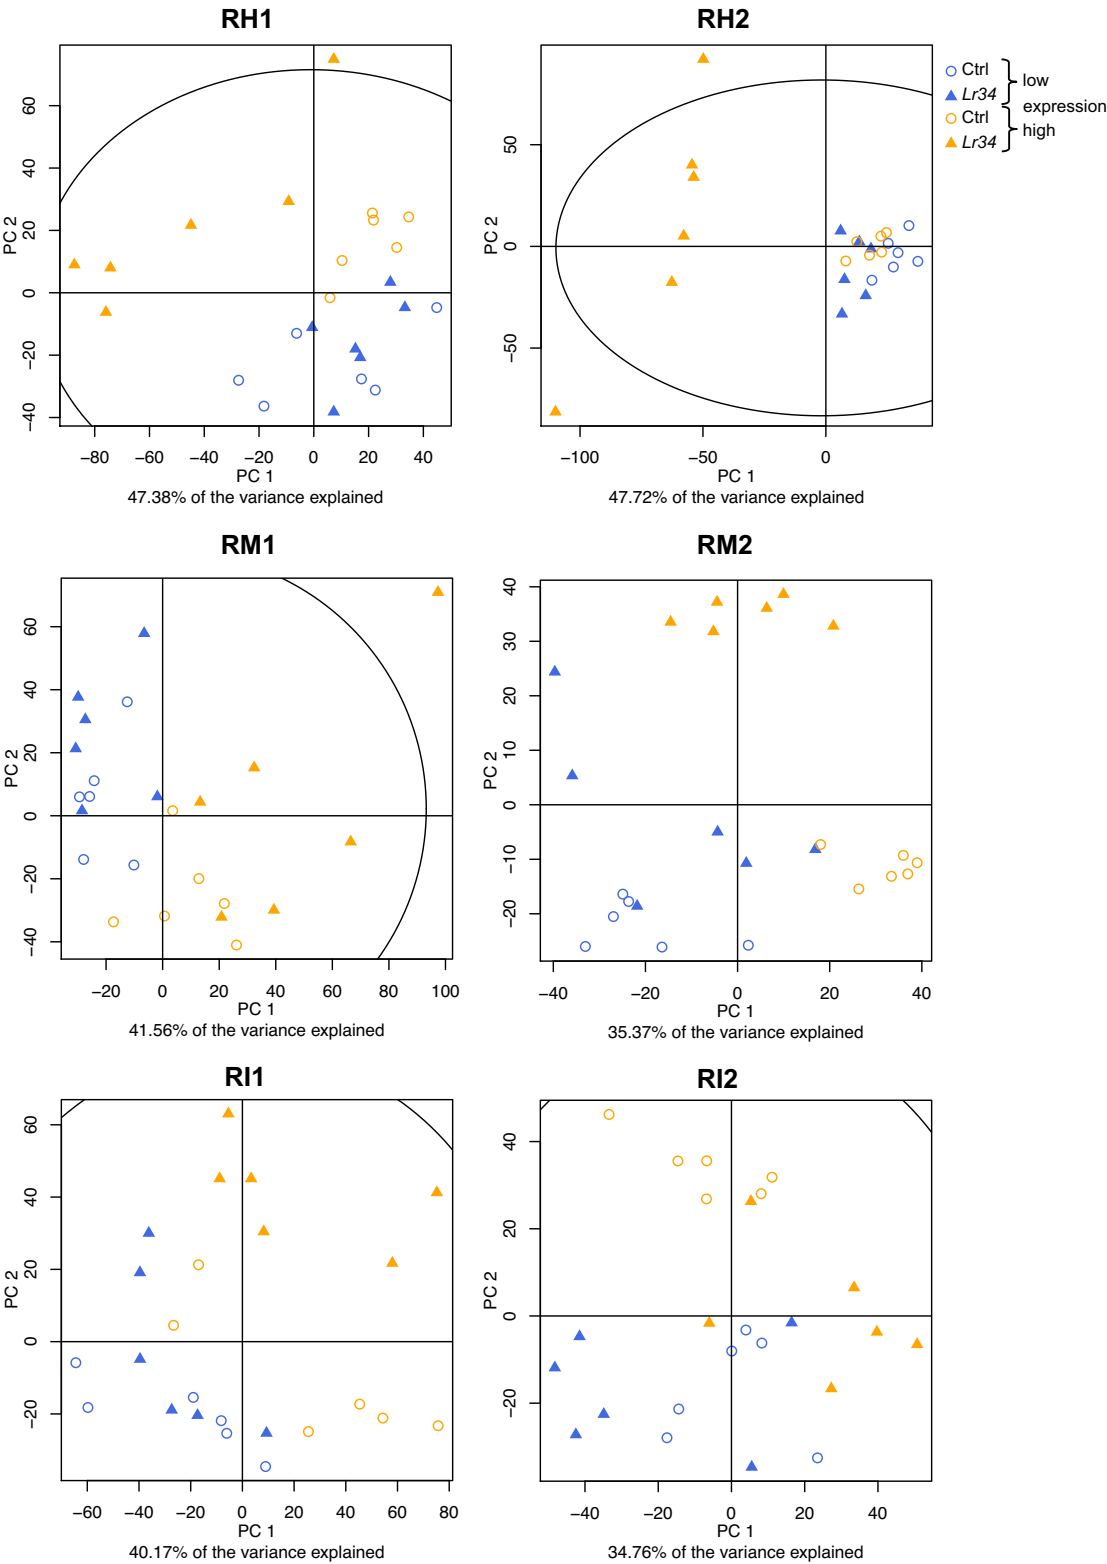 RH1
PC 2
60
40
20
0
−20
−40
−80 −60 −40 −20 0 20 40
PC 1
47.38% of the variance explained
RH2
50
0
−50
−100 −50 0
PC 1
47.72% of the variance explained
Ctrl
Lr34
low
expression
Ctrl
Lr34
high
RM1
PC 2
60
40
20
0
−20
−40
−20 0 20 40 60 80 100
PC 1
41.56% of the variance explained
RM2
PC 2
40
30
20
10
0
−10
−20
−40 −20 0 20 40
PC 1
35.37% of the variance explained
RI1
PC 2
60
40
20
0
−20
−60 −40 −20 0 20 40 60 80
PC 1
40.17% of the variance explained
RI2
PC 2
40
20
0
−20
−40 −20 0 20 40
PC 1
34.76% of the variance explained
PC 2